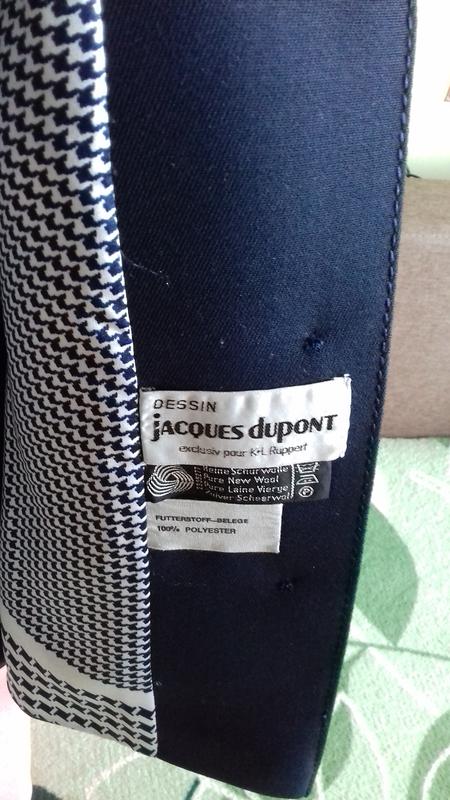 DESSIN
jACQUES dupONT
exclusiv pour K+L Ruppert
Reine Schurwolle
Pure New Wool
Pure Laine Vierge
Zuiver Scheerwol
FUTTERSTOFF-BELEGE
100% POLYESTER